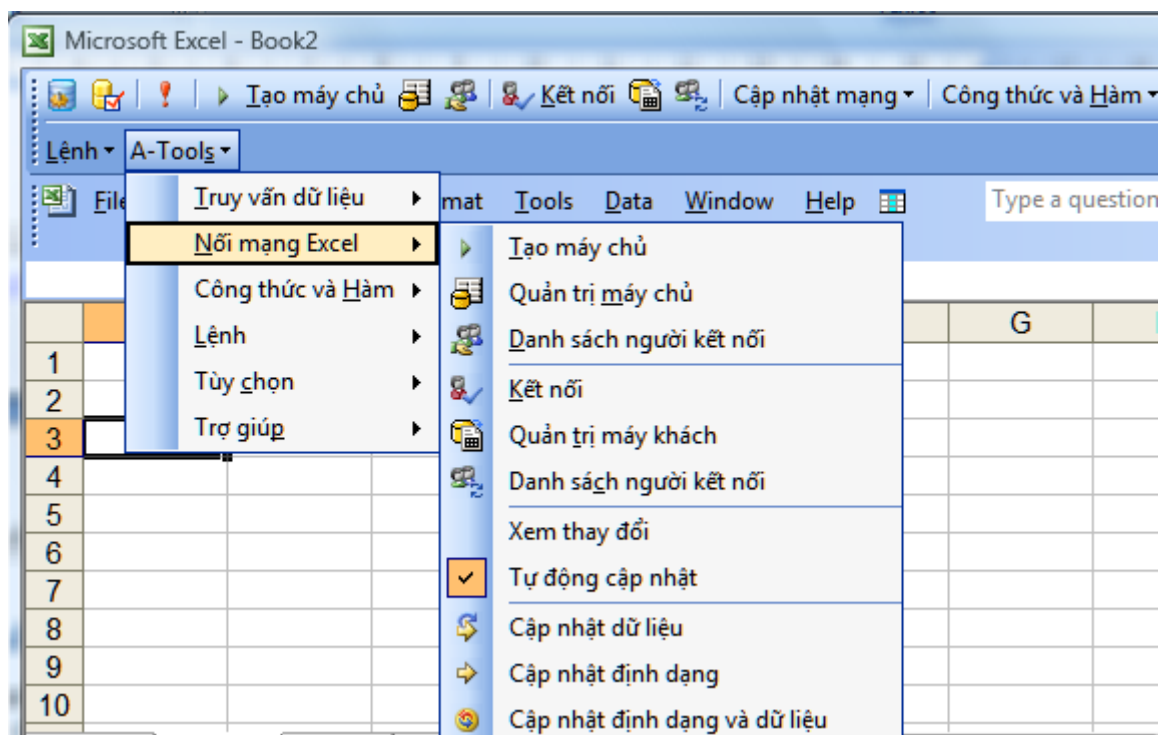 Microsoft Excel - Book2
Tạo máy chủ Kết nối Cập nhật mạng Công thức và Hàm
Lệnh A-Tools
File mat Tools Data Window Help Type a question
Truy vấn dữ liệu
Nối mạng Excel
Công thức và Hàm
Lệnh
Tùy chọn
Trợ giúp
Tạo máy chủ
Quản trị máy chủ
Danh sách người kết nối
Kết nối
Quản trị máy khách
Danh sách người kết nối
Xem thay đổi
Tự động cập nhật
Cập nhật dữ liệu
Cập nhật định dạng
Cập nhật định dạng và dữ liệu
G
1
2
3
4
5
6
7
8
9
10